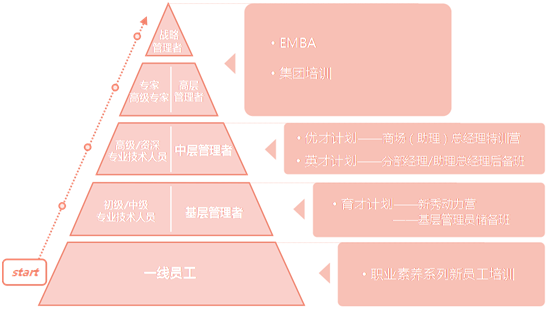 战略
管理者
• EMBA
• 集团培训
专家
高级专家
高层
管理者
高级/资深
专业技术人员
中层管理者
• 优才计划——商场（助理）总经理特训营
• 英才计划——分部经理/助理总经理后备班
初级/中级
专业技术人员
基层管理者
• 育才计划——新秀动力营
——基层管理员储备班
start
一线员工
• 职业素养系列新员工培训